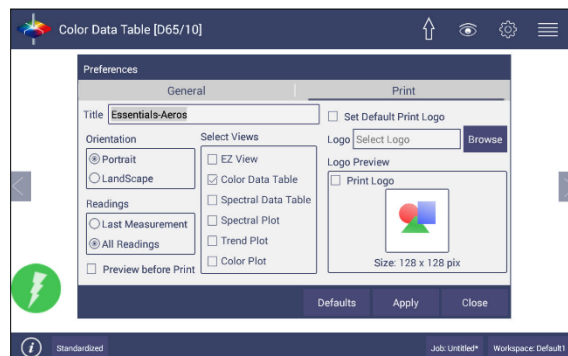 Color Data Table [D65/10]
Preferences
General
Print
Title Essentials-Aeros
Orientation
Portrait
LandScape
Readings
Last Measurement
All Readings
Preview before Print
Select Views
EZ View
Color Data Table
Spectral Data Table
Spectral Plot
Trend Plot
Color Plot
Set Default Print Logo
Logo Select Logo Browse
Logo Preview
Print Logo
Size: 128 x 128 pix
Defaults Apply Close
i Standardized Job: Untitled* Workspace: Default1